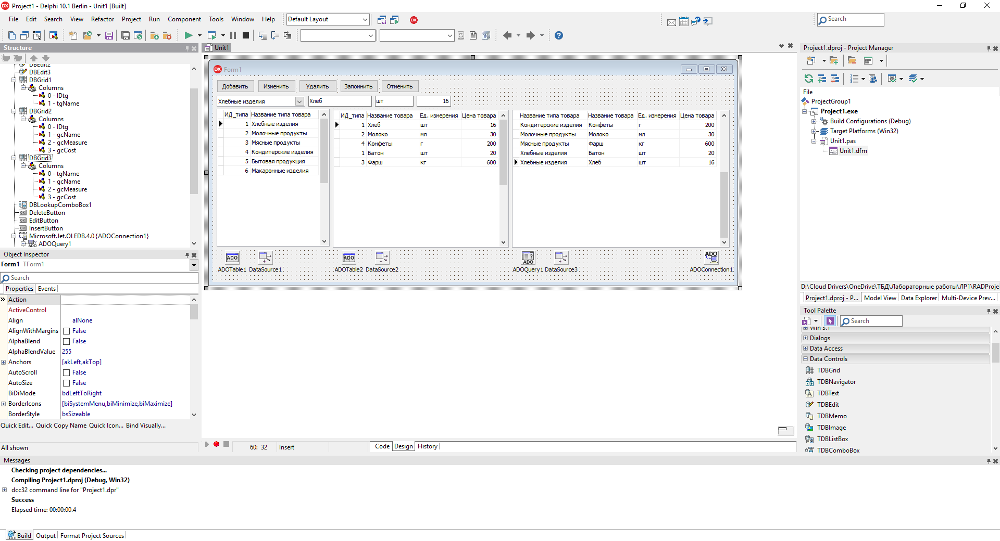 Project1 - Delphi 10.1 Berlin - Unit1 [Built]
File Edit Search View Refactor Project Run Component Tools Window Help Default Layout
Search
Structure
DBEdit2
DBEdit3
DBGrid1
Columns
0 - IDtg
1 - tgName
DBGrid2
Columns
0 - IDtg
1 - gcName
2 - gcMeasure
3 - gcCost
DBGrid3
Columns
0 - tgName
1 - gcName
2 - gcMeasure
3 - gcCost
DBLookupComboBox1
DeleteButton
EditButton
InsertButton
Microsoft.Jet.OLEDB.4.0 {ADOConnection1}
ADOQuery1
Object Inspector
Form1 TForm1
Search
Properties Events
Action
ActiveControl
Align alNone
AlignWithMargins False
AlphaBlend False
AlphaBlendValue 255
Anchors [akLeft,akTop]
AutoScroll False
AutoSize False
BiDiMode bdLeftToRight
BorderIcons [biSystemMenu,biMinimize,biMaximize]
BorderStyle bsSizeable
Quick Edit... Quick Copy Name Quick Icon... Bind Visually...
All shown
Unit1
Form1
Добавить Изменить Удалить Запомнить Отменить
Хлебные изделия Хлеб шт 16
ИД_типа Название типа товара
1 Хлебные изделия
2 Молочные продукты
3 Мясные продукты
4 Кондитерские изделия
5 Бытовая продукция
6 Макаронные изделия
ИД_типа Название товара Ед. измерения Цена товара
1 Хлеб шт 16
2 Молоко мл 30
4 Конфеты г 200
1 Батон шт 20
3 Фарш кг 600
Название типа товара Название товара Ед. измерения Цена товара
Кондитерские изделия Конфеты г 200
Молочные продукты Молоко мл 30
Мясные продукты Фарш кг 600
Хлебные изделия Батон шт 20
Хлебные изделия Хлеб шт 16
ADOTable1 DataSource1 ADOTable2 DataSource2 ADOQuery1 DataSource3 ADOConnection1
60: 32 Insert Code Design History
Project1.dproj - Project Manager
File
ProjectGroup1
Project1.exe
Build Configurations (Debug)
Target Platforms (Win32)
Unit1.pas
Unit1.dfm
D:\Cloud Drivers\OneDrive\ТБД\Лабораторные работы\ЛР1\RADProje
Project1.dproj - P... Model View Data Explorer Multi-Device Prev...
Tool Palette
Search
Win 3.1
Dialogs
Data Access
Data Controls
TDBGrid
TDBNavigator
TDBText
TDBEdit
TDBMemo
TDBImage
TDBListBox
TDBComboBox
Messages
Checking project dependencies...
Compiling Project1.dproj (Debug, Win32)
dcc32 command line for "Project1.dpr"
Success
Elapsed time: 00:00:00.4
Build Output Format Project Sources